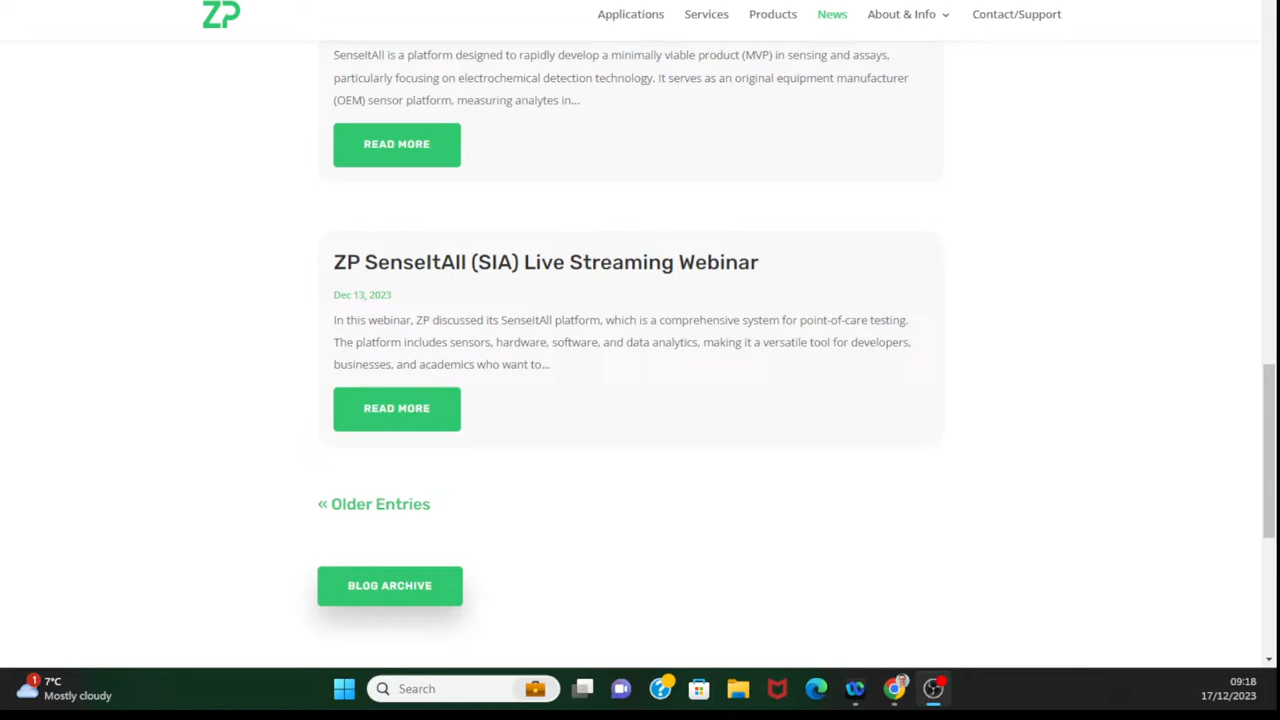 ZP
Applications
Services
Products
News
About & Info
Contact/Support
SenseItAll is a platform designed to rapidly develop a minimally viable product (MVP) in sensing and assays,
particularly focusing on electrochemical detection technology. It serves as an original equipment manufacturer
(OEM) sensor platform, measuring analytes in...
READ MORE
ZP SenseItAll (SIA) Live Streaming Webinar
Dec 13, 2023
In this webinar, ZP discussed its SenseItAll platform, which is a comprehensive system for point-of-care testing.
The platform includes sensors, hardware, software, and data analytics, making it a versatile tool for developers,
businesses, and academics who want to...
READ MORE
« Older Entries
BLOG ARCHIVE
1
7°C
Mostly cloudy
Search
09:18
17/12/2023